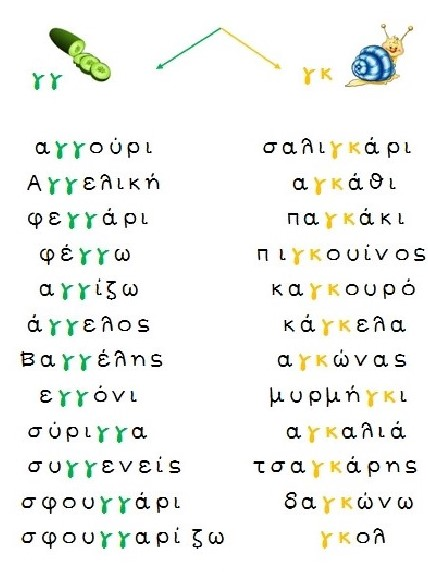 γγ
γκ
αγγούρι
Αγγελική
φεγγάρι
φέγγω
αγγίζω
άγγελος
Βαγγέλης
εγγόνι
σύριγγα
συγγενείς
σφουγγάρι
σφουγγαρίζω
σαλιγκάρι
αγκάθι
παγκάκι
πιγκουίνος
καγκουρό
κάγκελα
αγκώνας
μυρμήγκι
αγκαλιά
τσαγκάρης
δαγκώνω
γκολ